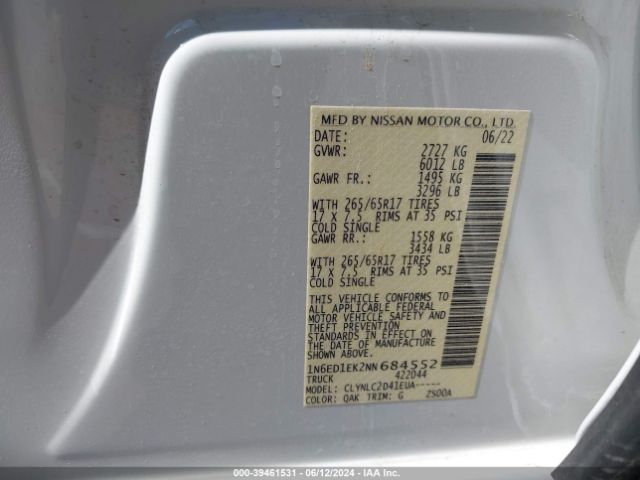 MFD BY NISSAN MOTOR CO., LTD.
DATE: 06/22
GVWR: 2727 KG
6012 LB
GAWR FR.: 1495 KG
3296 LB
WITH 265/65R17 TIRES
17 X 7.5 RIMS AT 35 PSI
COLD SINGLE
GAWR RR.: 1558 KG
3434 LB
WITH 265/65R17 TIRES
17 X 7.5 RIMS AT 35 PSI
COLD SINGLE
THIS VEHICLE CONFORMS TO
ALL APPLICABLE FEDERAL
MOTOR VEHICLE SAFETY AND
THEFT PREVENTION
STANDARDS IN EFFECT ON
THE DATE OF MANUFACTURE
SHOWN ABOVE.
1N6ED1EK2NN684552
TRUCK 422044
MODEL: CLYNLC2D41EUA-----
COLOR: QAK TRIM: G 2S00A
000-39461531 - 06/12/2024 - IAAI.COM